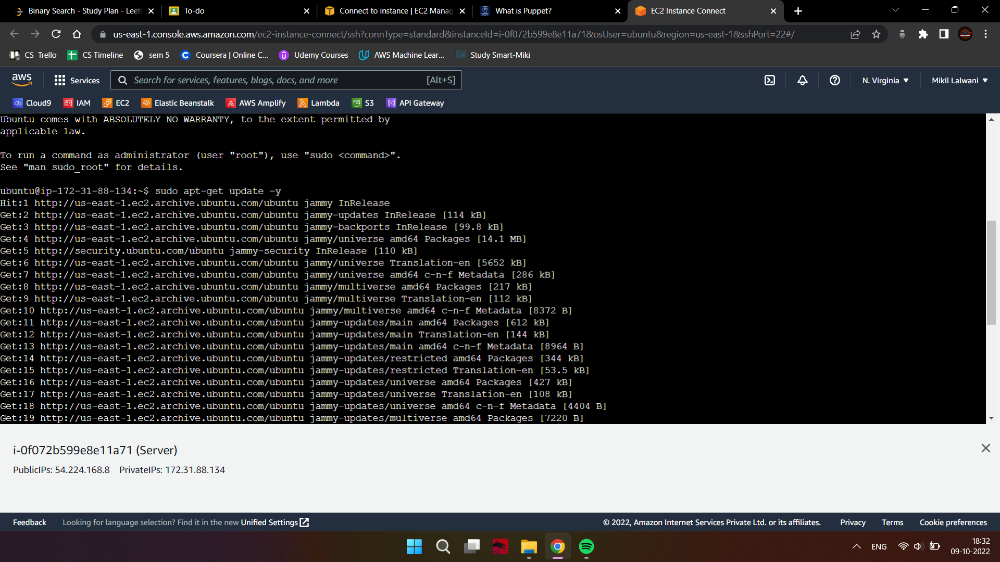 Binary Search - Study Plan - Leet
To-do
Connect to instance | EC2 Manag
What is Puppet?
EC2 Instance Connect
us-east-1.console.aws.amazon.com/ec2-instance-connect/ssh?connType=standard&instanceId=i-0f072b599e8e11a71&osUser=ubuntu&region=us-east-1&sshPort=22#/
CS Trello
CS Timeline
sem 5
Coursera | Online C...
Udemy Courses
AWS Machine Lear...
Study Smart-Miki
aws
Services
Search for services, features, blogs, docs, and more
[Alt+S]
N. Virginia ▼
Mikil Lalwani ▼
Cloud9
IAM
EC2
Elastic Beanstalk
AWS Amplify
Lambda
S3
API Gateway
Ubuntu comes with ABSOLUTELY NO WARRANTY, to the extent permitted by
applicable law.
To run a command as administrator (user "root"), use "sudo <command>".
See "man sudo_root" for details.
ubuntu@ip-172-31-88-134:~$ sudo apt-get update -y
Hit:1 http://us-east-1.ec2.archive.ubuntu.com/ubuntu jammy InRelease
Get:2 http://us-east-1.ec2.archive.ubuntu.com/ubuntu jammy-updates InRelease [114 kB]
Get:3 http://us-east-1.ec2.archive.ubuntu.com/ubuntu jammy-backports InRelease [99.8 kB]
Get:4 http://us-east-1.ec2.archive.ubuntu.com/ubuntu jammy/universe amd64 Packages [14.1 MB]
Get:5 http://security.ubuntu.com/ubuntu jammy-security InRelease [110 kB]
Get:6 http://us-east-1.ec2.archive.ubuntu.com/ubuntu jammy/universe Translation-en [5652 kB]
Get:7 http://us-east-1.ec2.archive.ubuntu.com/ubuntu jammy/universe amd64 c-n-f Metadata [286 kB]
Get:8 http://us-east-1.ec2.archive.ubuntu.com/ubuntu jammy/multiverse amd64 Packages [217 kB]
Get:9 http://us-east-1.ec2.archive.ubuntu.com/ubuntu jammy/multiverse Translation-en [112 kB]
Get:10 http://us-east-1.ec2.archive.ubuntu.com/ubuntu jammy/multiverse amd64 c-n-f Metadata [8372 B]
Get:11 http://us-east-1.ec2.archive.ubuntu.com/ubuntu jammy-updates/main amd64 Packages [612 kB]
Get:12 http://us-east-1.ec2.archive.ubuntu.com/ubuntu jammy-updates/main Translation-en [144 kB]
Get:13 http://us-east-1.ec2.archive.ubuntu.com/ubuntu jammy-updates/main amd64 c-n-f Metadata [8964 B]
Get:14 http://us-east-1.ec2.archive.ubuntu.com/ubuntu jammy-updates/restricted amd64 Packages [344 kB]
Get:15 http://us-east-1.ec2.archive.ubuntu.com/ubuntu jammy-updates/restricted Translation-en [53.5 kB]
Get:16 http://us-east-1.ec2.archive.ubuntu.com/ubuntu jammy-updates/universe amd64 Packages [427 kB]
Get:17 http://us-east-1.ec2.archive.ubuntu.com/ubuntu jammy-updates/universe Translation-en [108 kB]
Get:18 http://us-east-1.ec2.archive.ubuntu.com/ubuntu jammy-updates/universe amd64 c-n-f Metadata [4404 B]
Get:19 http://us-east-1.ec2.archive.ubuntu.com/ubuntu jammy-updates/multiverse amd64 Packages [7220 B]
i-0f072b599e8e11a71 (Server)
PublicIPs: 54.224.168.8 PrivateIPs: 172.31.88.134
Feedback
Looking for language selection? Find it in the new Unified Settings
© 2022, Amazon Internet Services Private Ltd. or its affiliates.
Privacy
Terms
Cookie preferences
ENG
18:32
09-10-2022